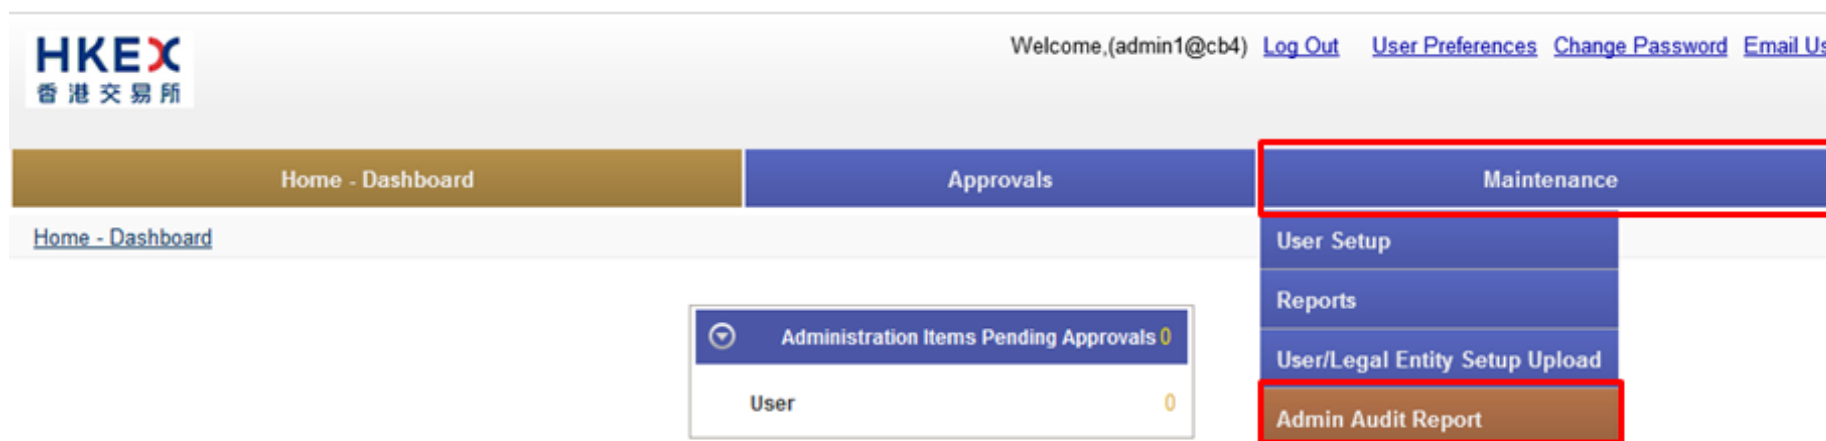 HKEX
香港交易所
Welcome,(admin1@cb4) Log Out User Preferences Change Password Email Us
Home - Dashboard Approvals Maintenance
Home - Dashboard
User Setup
Reports
Administration Items Pending Approvals 0
User/Legal Entity Setup Upload
User 0
Admin Audit Report